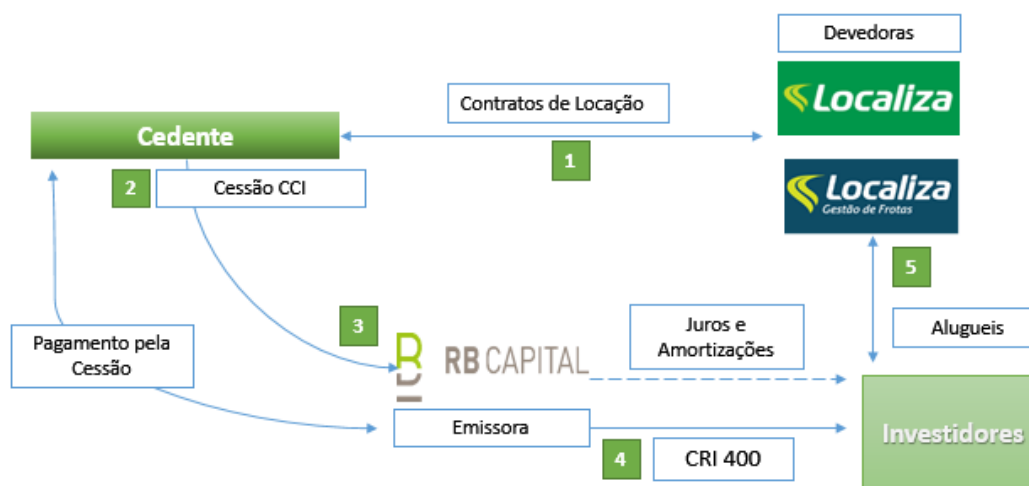 Devedoras
Localiza
Contratos de Locação
Cedente
1
2
Cessão CCI
Localiza
Gestão de Frotas
5
3
Pagamento pela
Cessão
RB CAPITAL
Juros e
Amortizações
Alugueis
Emissora
4
CRI 400
Investidores